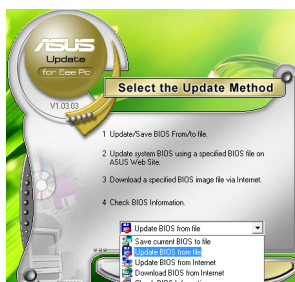 ASUS
Update
for Eee Pc
V1.03.03
Select the Update Method
1 Update/Save BIOS From/to file.
2 Update system BIOS using a specified BIOS file on
ASUS Web Site.
3 Download a specified BIOS image file via Internet.
4 Check BIOS Information.
Update BIOS from file
Save current BIOS to file
Update BIOS from file
Update BIOS from Internet
Download BIOS from Internet
Check BIOS Information